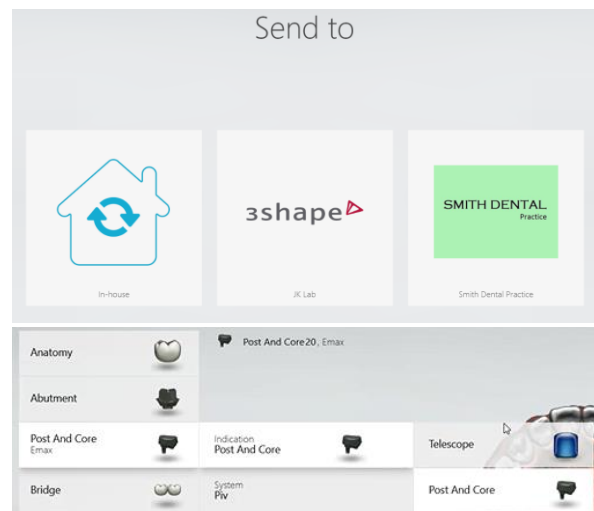 Send to
3shape
SMITH DENTAL
Practice
In-house
JK Lab
Smith Dental Practice
Anatomy
Post And Core20, Emax
Abutment
Post And Core
Emax
Indication
Post And Core
Telescope
Bridge
System
Piv
Post And Core